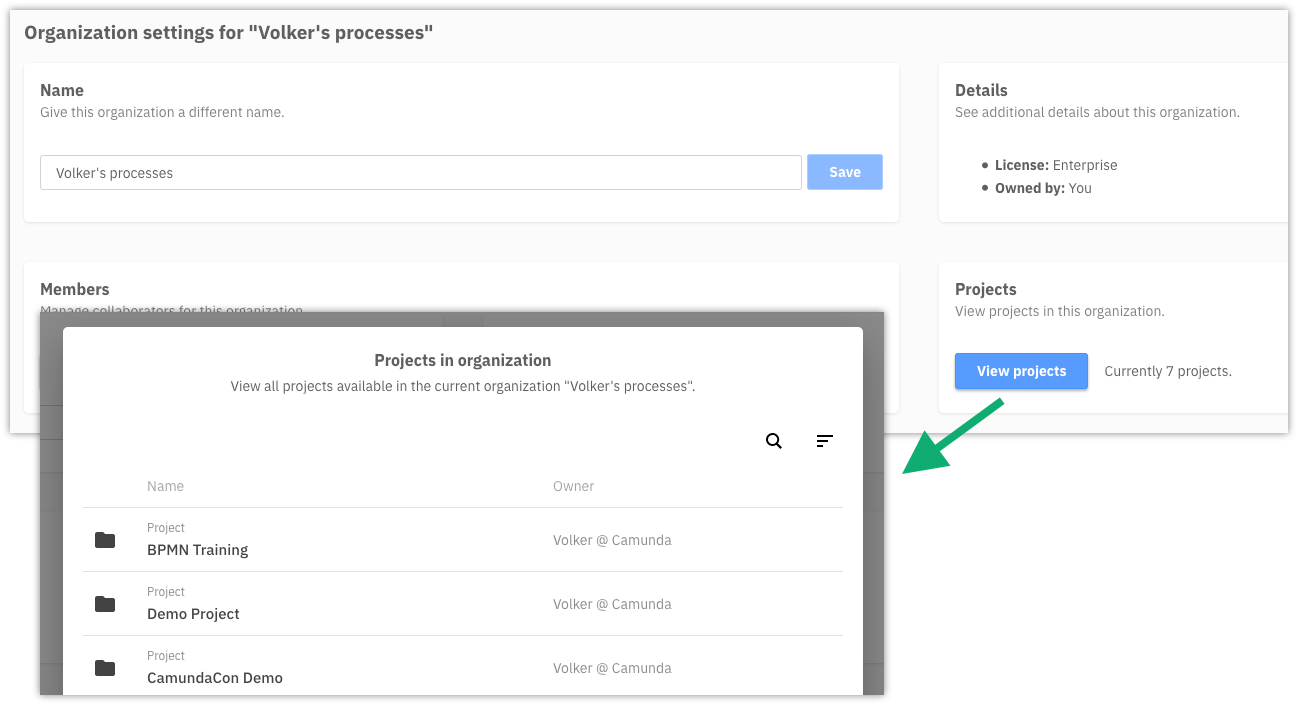 Organization settings for "Volker's processes"
Name
Give this organization a different name.
Volker's processes
Save
Details
See additional details about this organization.
License: Enterprise
Owned by: You
Members
Manage collaborators for this organization.
Projects
View projects in this organization.
View projects
Currently 7 projects.
Projects in organization
View all projects available in the current organization "Volker's processes".
Name Owner
Project
BPMN Training
Volker @ Camunda
Project
Demo Project
Volker @ Camunda
Project
CamundaCon Demo
Volker @ Camunda